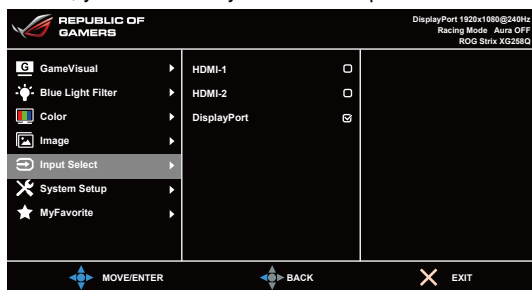 REPUBLIC OF
GAMERS
DisplayPort 1920x1080@240Hz
Racing Mode Aura OFF
ROG Strix XG258Q
G GameVisual
Blue Light Filter
Color
Image
Input Select
System Setup
MyFavorite
HDMI-1
HDMI-2
DisplayPort
MOVE/ENTER
BACK
EXIT